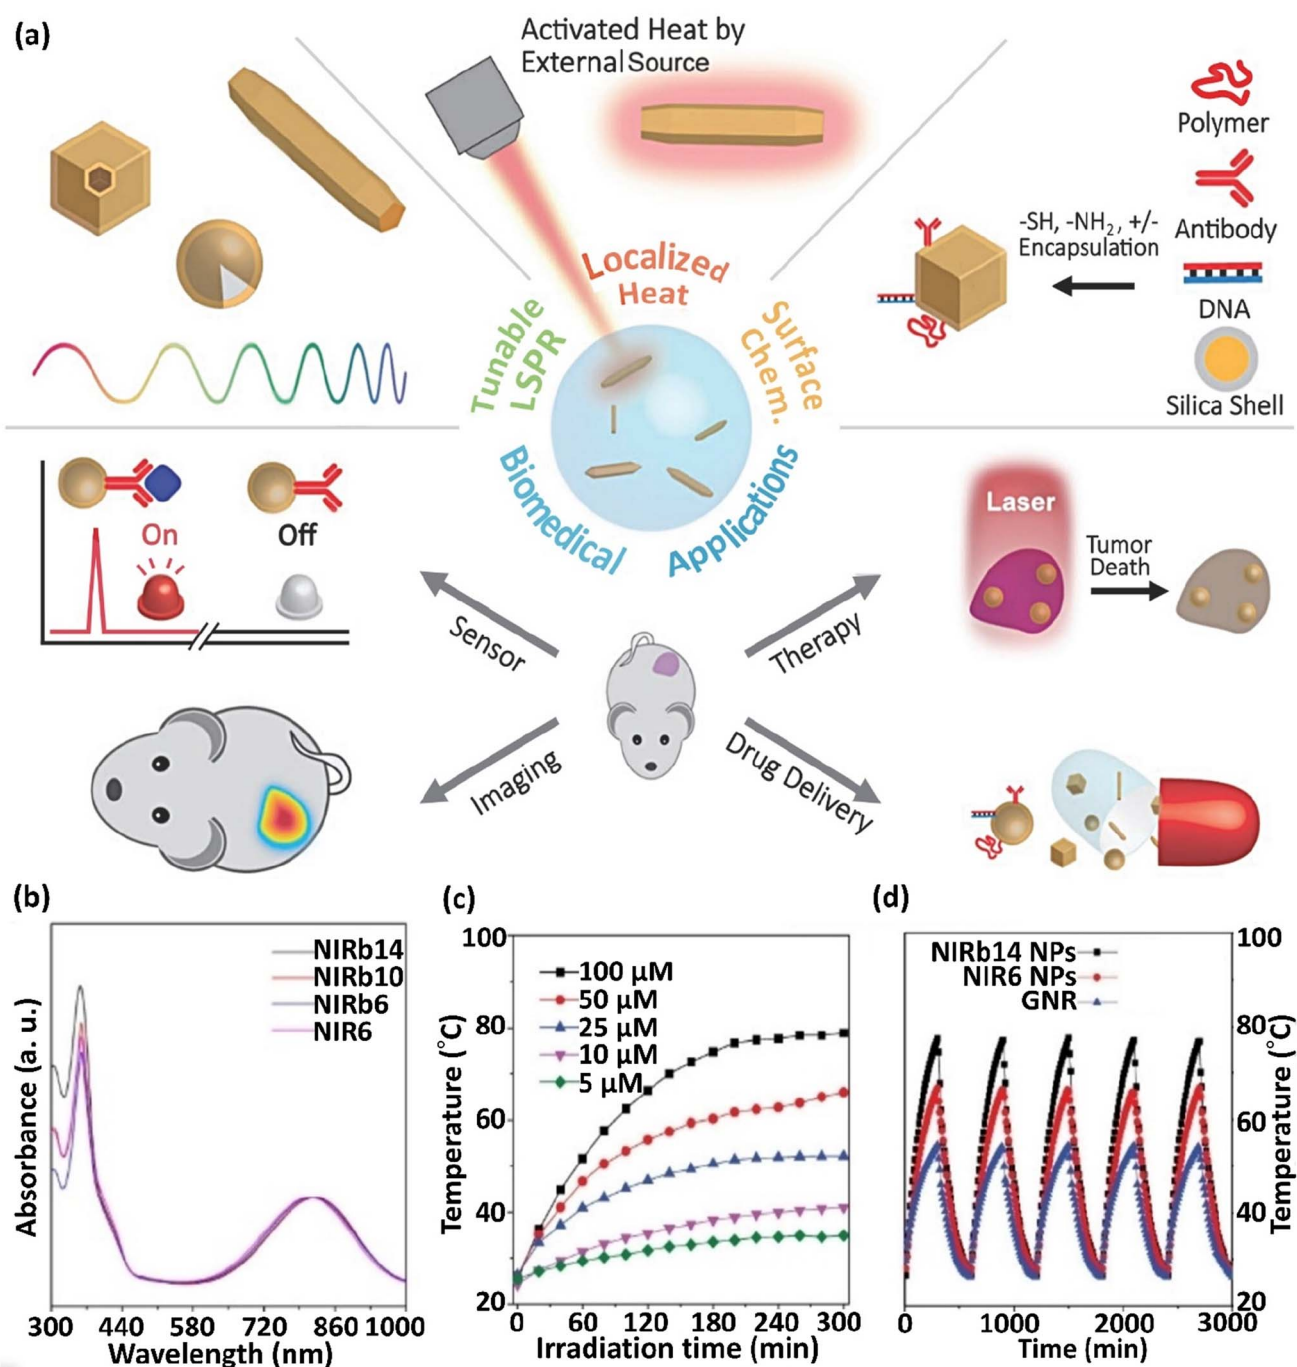 (a)
Activated Heat by
External Source
Polymer
-SH, -NH₂, +/-
Encapsulation
Antibody
DNA
Silica Shell
Localized
Heat
Tunable
LSPR
Surface
Chem.
Biomedical
Applications
On
Off
Laser
Tumor
Death
Sensor
Therapy
Imaging
Drug Delivery
(b)
NIRb14
NIRb10
NIRb6
NIR6
Absorbance (a. u.)
300 440 580 720 860 1000
Wavelength (nm)
(c)
100
80
60
40
20
100 µM
50 µM
25 µM
10 µM
5 µM
Temperature (°C)
0 60 120 180 240 300
Irradiation time (min)
(d)
NIRb14 NPs
NIR6 NPs
GNR
100
80
60
40
20
Temperature (°C)
0 1000 2000 3000
Time (min)